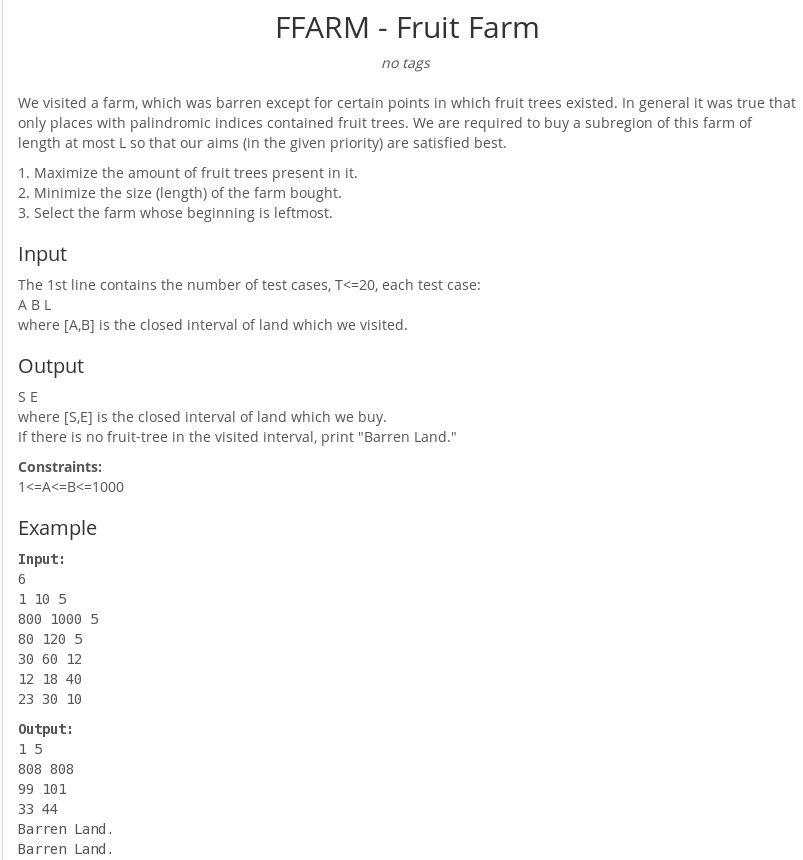 FFARM - Fruit Farm
no tags
We visited a farm, which was barren except for certain points in which fruit trees existed. In general it was true that
only places with palindromic indices contained fruit trees. We are required to buy a subregion of this farm of
length at most L so that our aims (in the given priority) are satisfied best.
1. Maximize the amount of fruit trees present in it.
2. Minimize the size (length) of the farm bought.
3. Select the farm whose beginning is leftmost.
Input
The 1st line contains the number of test cases, T<=20, each test case:
A B L
where [A,B] is the closed interval of land which we visited.
Output
S E
where [S,E] is the closed interval of land which we buy.
If there is no fruit-tree in the visited interval, print "Barren Land."
Constraints:
1<=A<=B<=1000
Example
Input:
6
1 10 5
800 1000 5
80 120 5
30 60 12
12 18 40
23 30 10
Output:
1 5
808 808
99 101
33 44
Barren Land.
Barren Land.